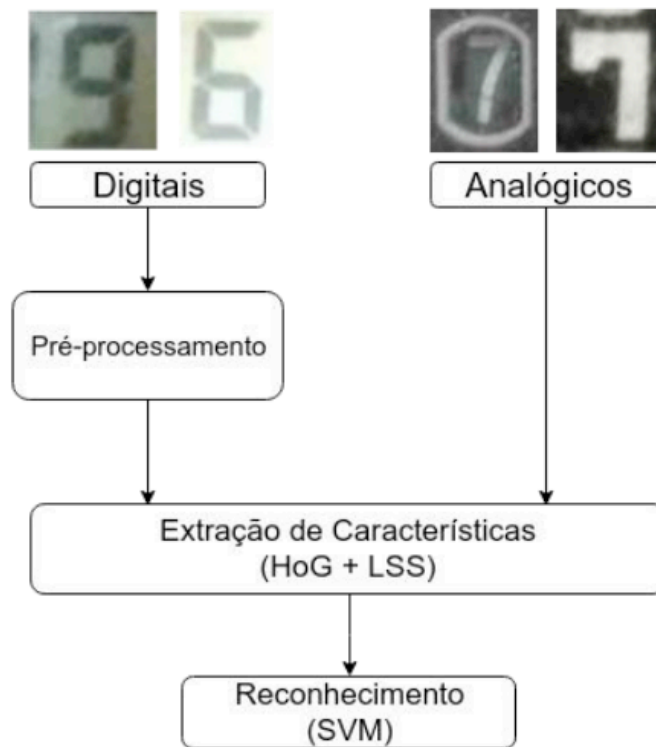 9 6 7 7
Digitais Analógicos
Pré-processamento
Extração de Características
(HoG + LSS)
Reconhecimento
(SVM)